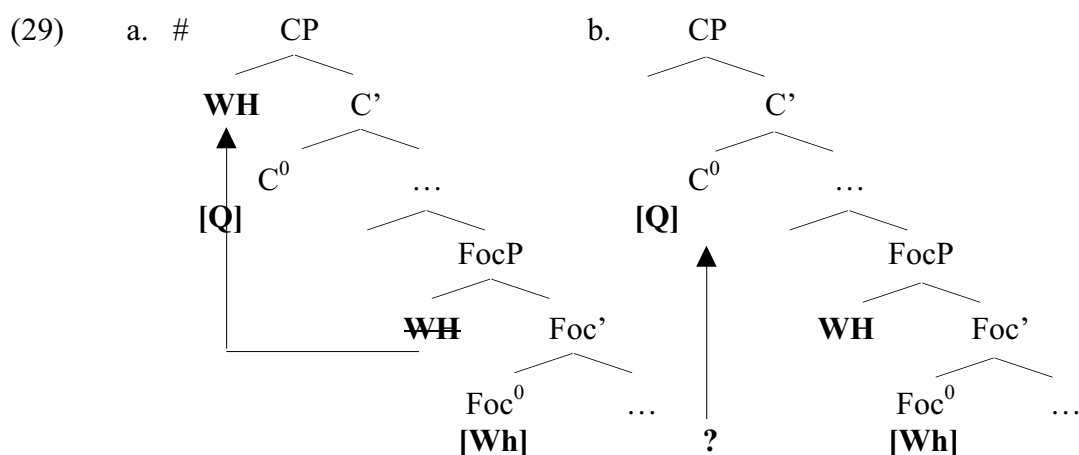 (29) a. # CP b. CP
WH C’ C’
C⁰ … C⁰ …
[Q] [Q]
FocP FocP
WH Foc’ WH Foc’
Foc⁰ … Foc⁰ …
[Wh] ? [Wh]